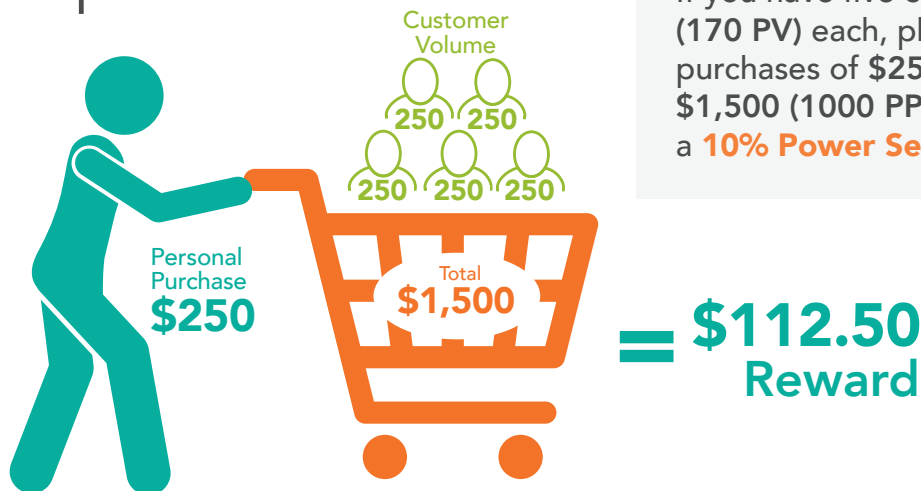 Customer
Volume
250 250
250 250 250
Personal
Purchase
$250
Total
$1,500
(170 PV) each, pl
purchases of $25
$1,500 (1000 PP
a 10% Power Se
= $112.50
Reward